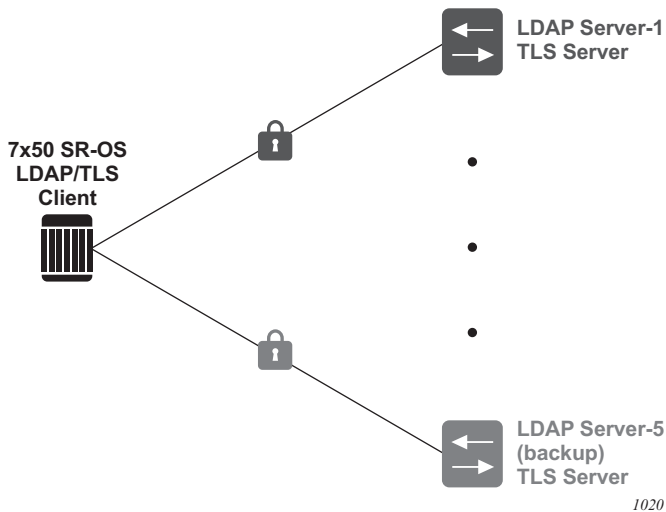 LDAP Server-1
TLS Server
7x50 SR-OS
LDAP/TLS
Client
LDAP Server-5
(backup)
TLS Server
1020